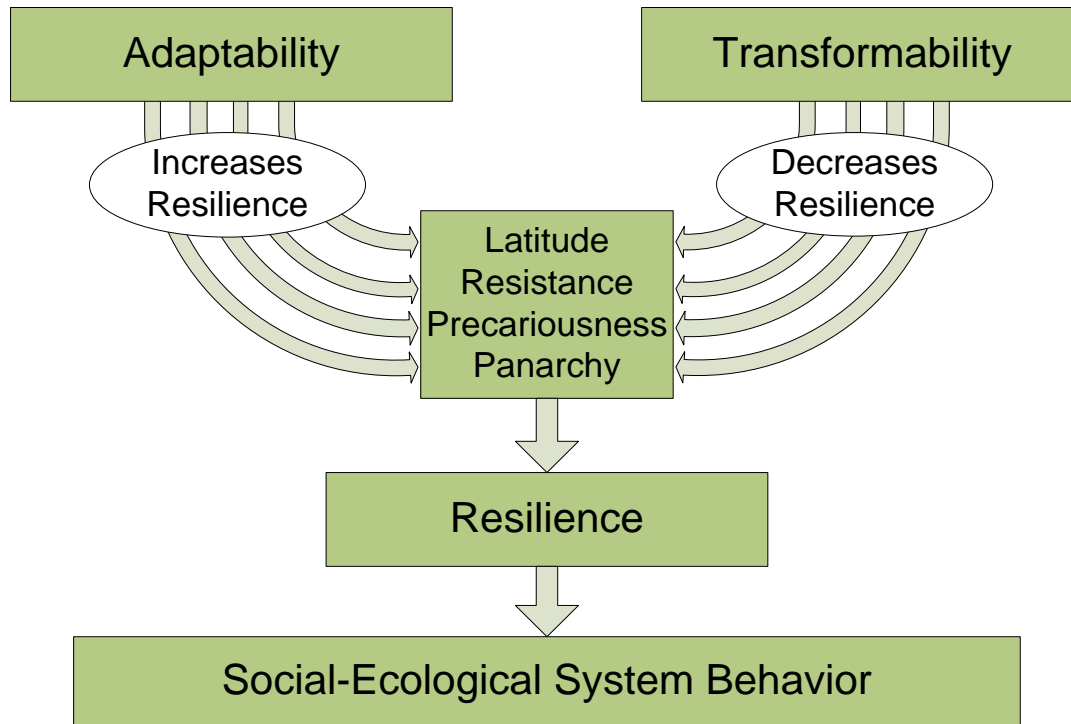 Adaptability
Transformability
Increases
Resilience
Decreases
Resilience
Latitude
Resistance
Precariousness
Panarchy
Resilience
Social-Ecological System Behavior